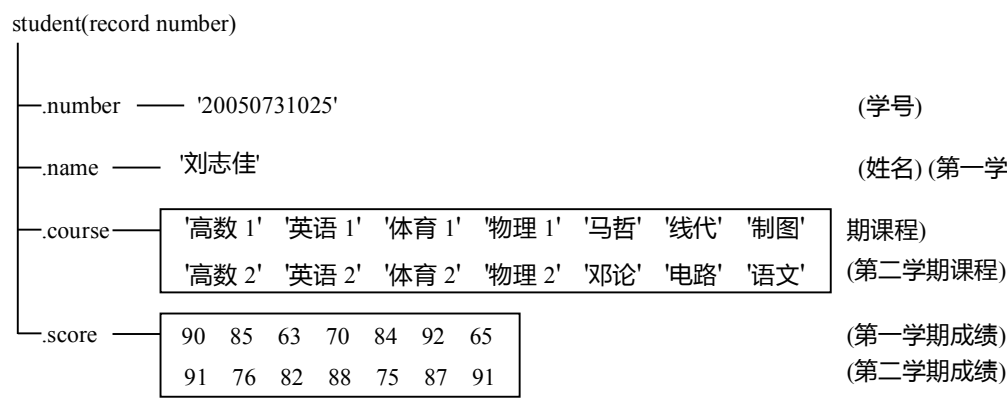 student(record number)
.number '20050731025' (学号)
.name '刘志佳' (姓名) (第一学
.course '高数 1' '英语 1' '体育 1' '物理 1' '马哲' '线代' '制图' 期课程)
'高数 2' '英语 2' '体育 2' '物理 2' '邓论' '电路' '语文' (第二学期课程)
.score 90 85 63 70 84 92 65 (第一学期成绩)
91 76 82 88 75 87 91 (第二学期成绩)